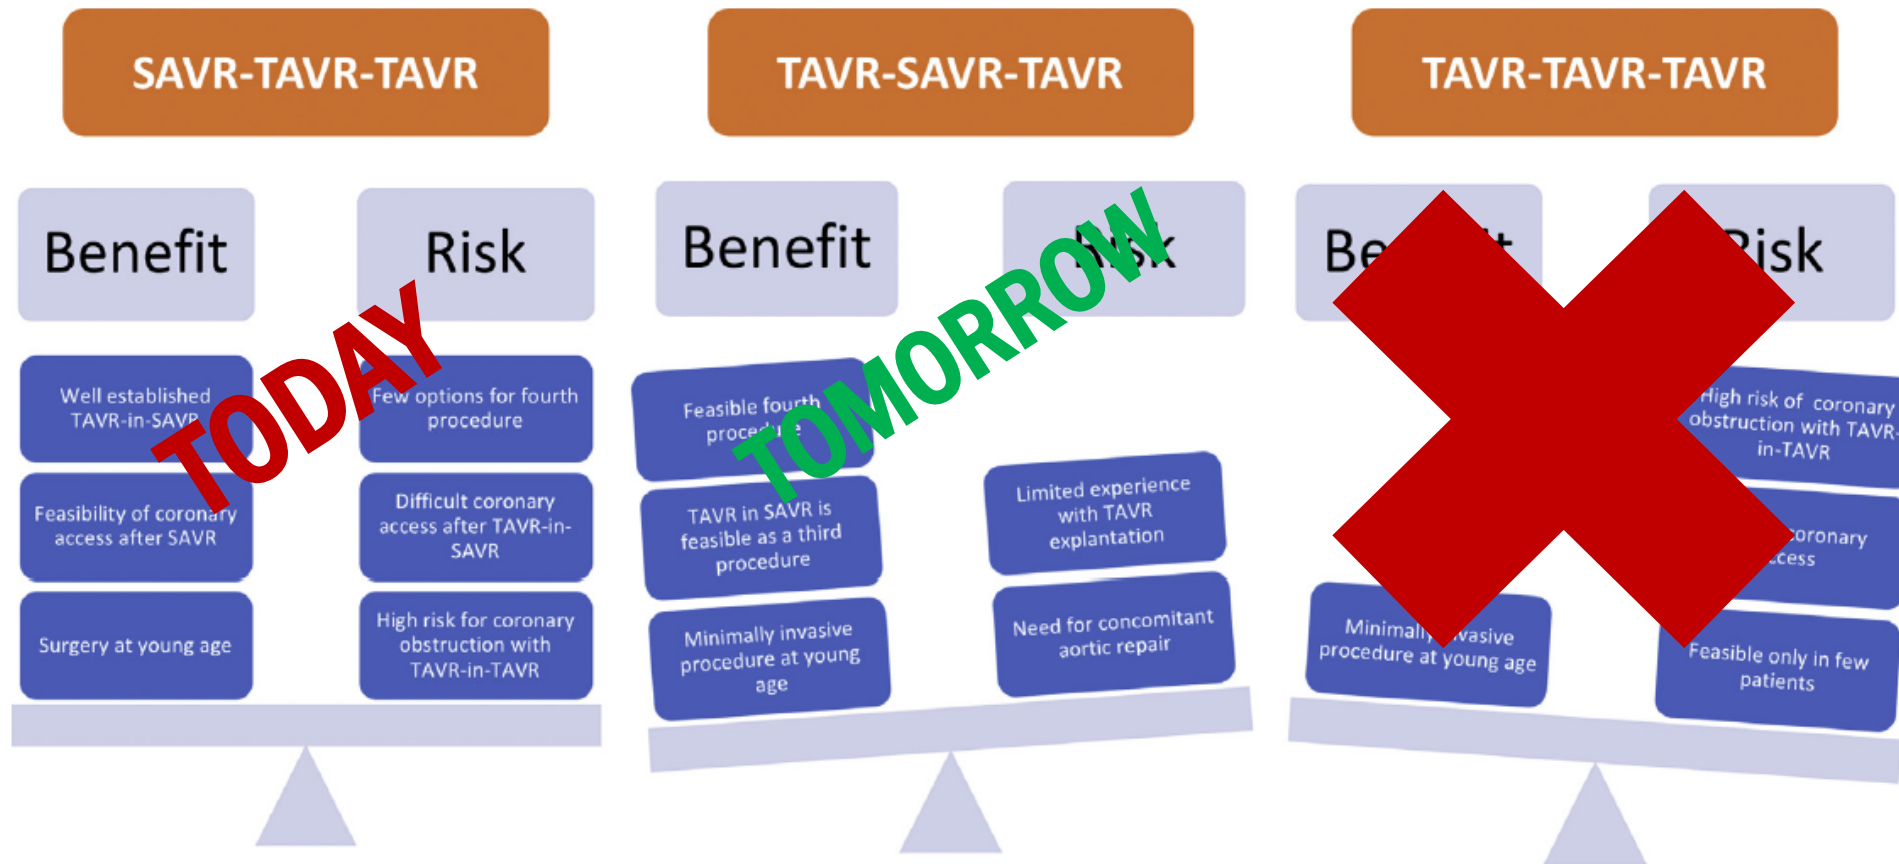 SAVR-TAVR-TAVR
Benefit
Risk
TODAY
Well established
TAVR-in-SAVR
Feasibility of coronary
access after SAVR
Surgery at young age
Few options for fourth
procedure
Difficult coronary
access after TAVR-in-
SAVR
High risk for coronary
obstruction with
TAVR-in-TAVR
TAVR-SAVR-TAVR
Benefit
Risk
TOMORROW
Feasible fourth
procedure
TAVR in SAVR is
feasible as a third
procedure
Minimally invasive
procedure at young
age
Limited experience
with TAVR
explantation
Need for concomitant
aortic repair
TAVR-TAVR-TAVR
Benefit
Risk
Minimally invasive
procedure at young age
High risk of coronary
obstruction with TAVR-
in-TAVR
coronary
Feasible only in few
patients